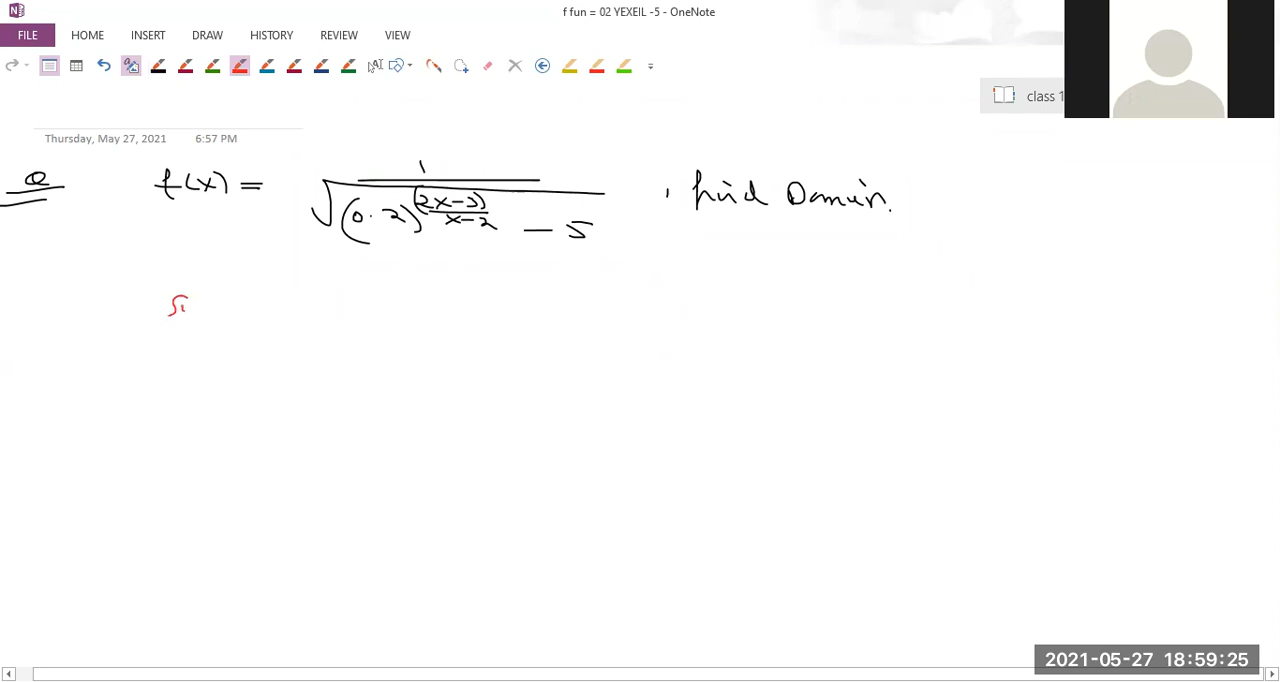 f fun = 02 YEXEIL -5 - OneNote
FILE HOME INSERT DRAW HISTORY REVIEW VIEW
class 1
Thursday, May 27, 2021 6:57 PM
Q f(x) = 1 / √((0.2)^((2x-3)/(x-2)) - 5) , find Domain.
2021-05-27 18:59:25